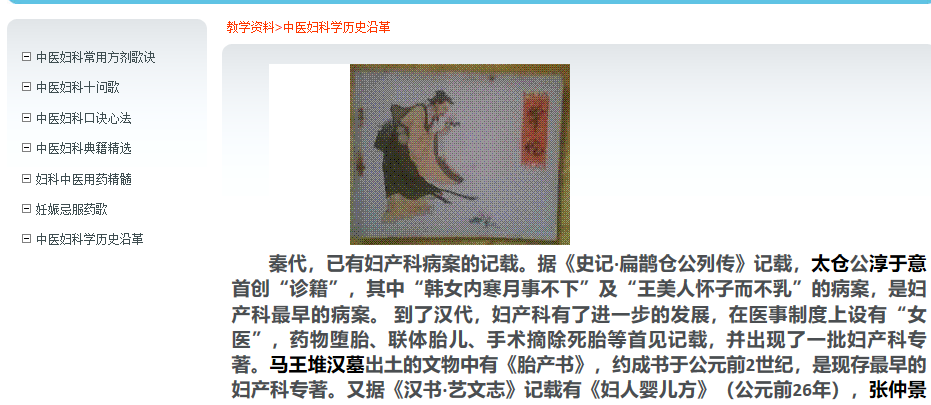 教学资料>中医妇科学历史沿革
中医妇科常用方剂歌诀
中医妇科十问歌
中医妇科口诀心法
中医妇科典籍精选
妇科中医用药精髓
妊娠忌服药歌
中医妇科学历史沿革
秦代，已有妇产科病案的记载。据《史记·扁鹊仓公列传》记载，太仓公淳于意
首创“诊籍”，其中“韩女内寒月事不下”及“王美人怀子而不乳”的病案，是妇
产科最早的病案。 到了汉代，妇产科有了进一步的发展，在医事制度上设有“女
医”，药物堕胎、联体胎儿、手术摘除死胎等首见记载，并出现了一批妇产科专
著。马王堆汉墓出土的文物中有《胎产书》，约成书于公元前2世纪，是现存最早的
妇产科专著。又据《汉书·艺文志》记载有《妇人婴儿方》（公元前26年），张仲景